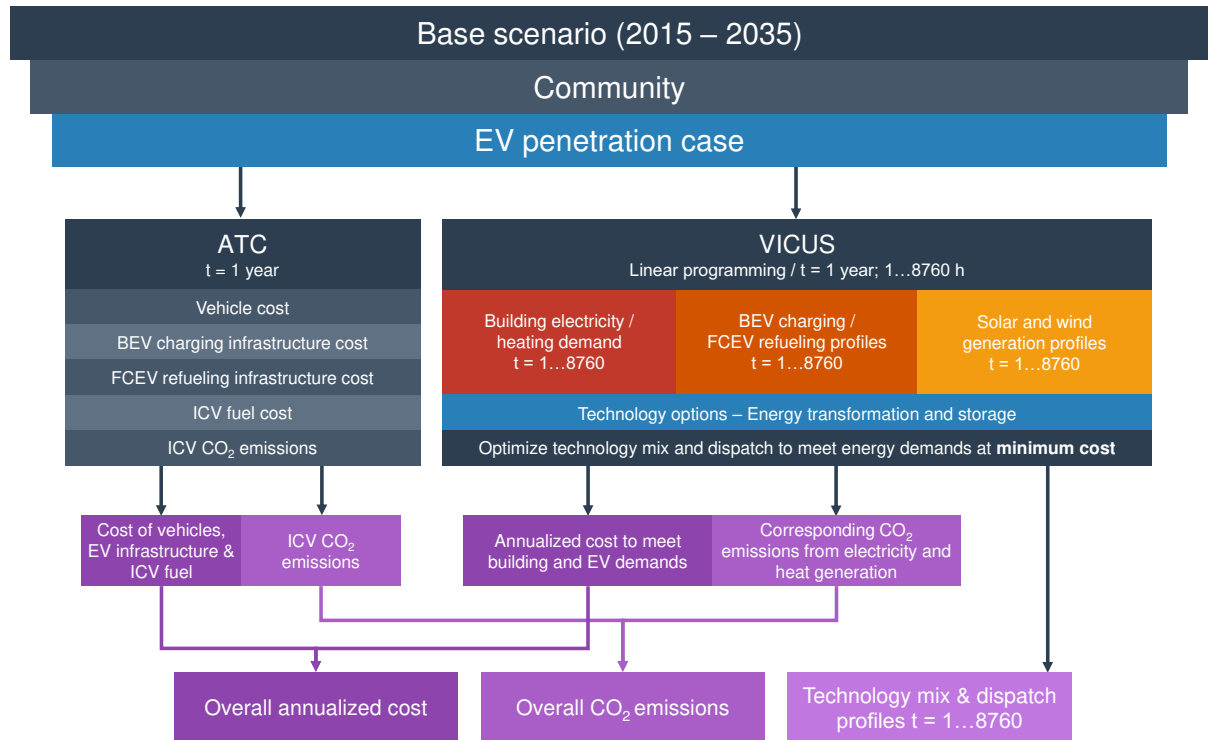 Base scenario (2015 – 2035)
Community
EV penetration case
ATC
t = 1 year
Vehicle cost
BEV charging infrastructure cost
FCEV refueling infrastructure cost
ICV fuel cost
ICV CO₂ emissions
VICUS
Linear programming / t = 1 year; 1…8760 h
Building electricity /
heating demand
t = 1…8760
BEV charging /
FCEV refueling profiles
t = 1…8760
Solar and wind
generation profiles
t = 1…8760
Technology options – Energy transformation and storage
Optimize technology mix and dispatch to meet energy demands at minimum cost
Cost of vehicles,
EV infrastructure &
ICV fuel
ICV CO₂
emissions
Annualized cost to meet
building and EV demands
Corresponding CO₂
emissions from electricity and
heat generation
Overall annualized cost
Overall CO₂ emissions
Technology mix & dispatch
profiles t = 1…8760